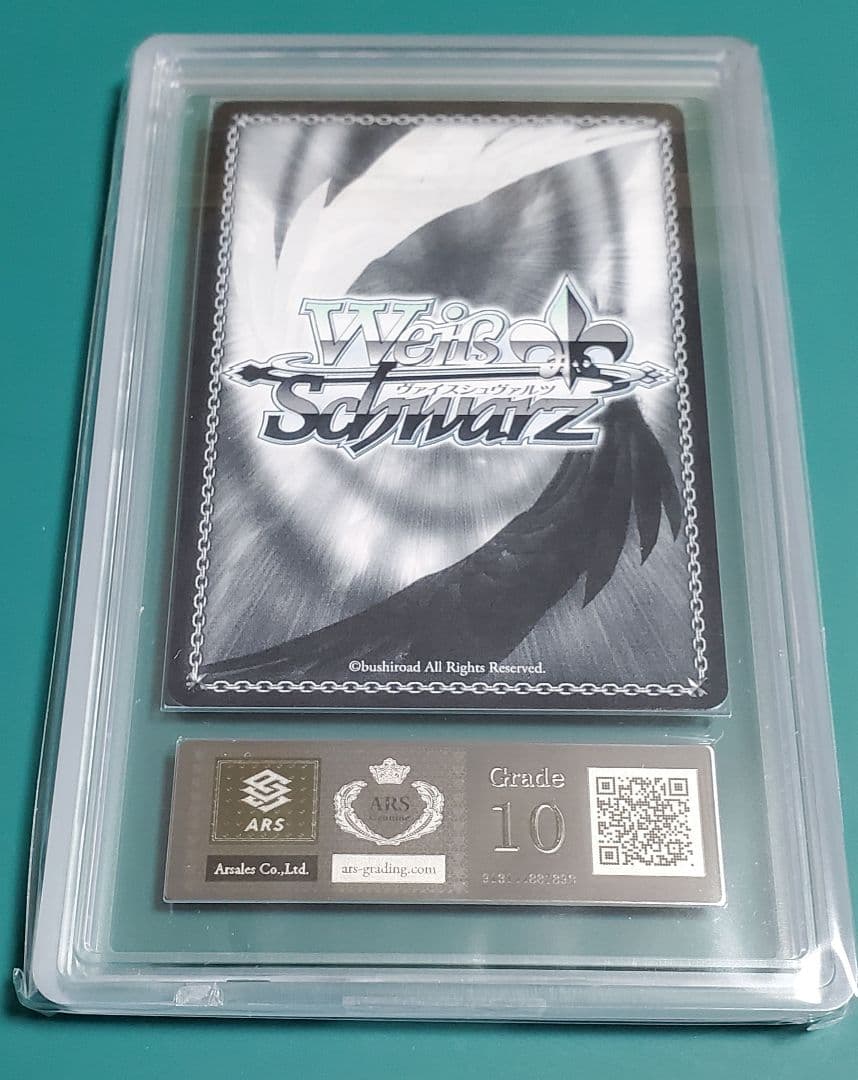 Weiß
ヴァイスシュヴァルツ
Schwarz
©bushiroad All Rights Reserved.
ARS
Arsales Co.,Ltd.
ARS
Genuine
ars-grading.com
Grade
10